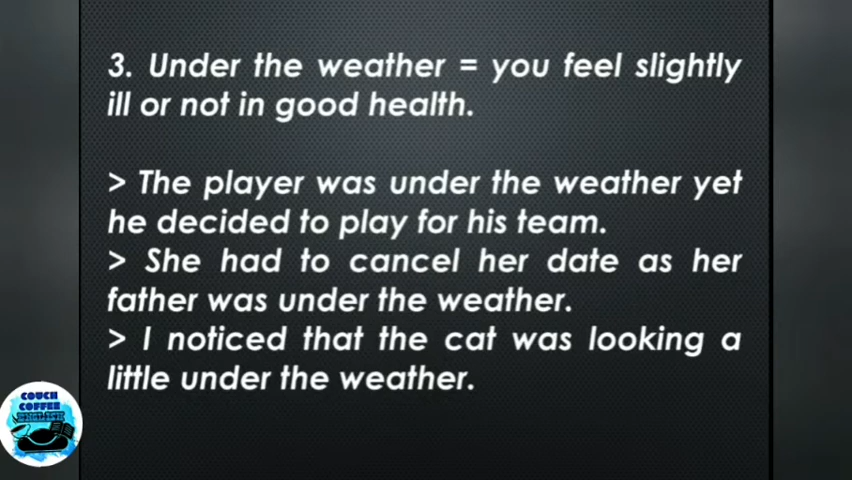 3. Under the weather = you feel slightly
ill or not in good health.
> The player was under the weather yet
he decided to play for his team.
> She had to cancel her date as her
father was under the weather.
> I noticed that the cat was looking a
little under the weather.
COUCH
COFFEE
ENGLISH